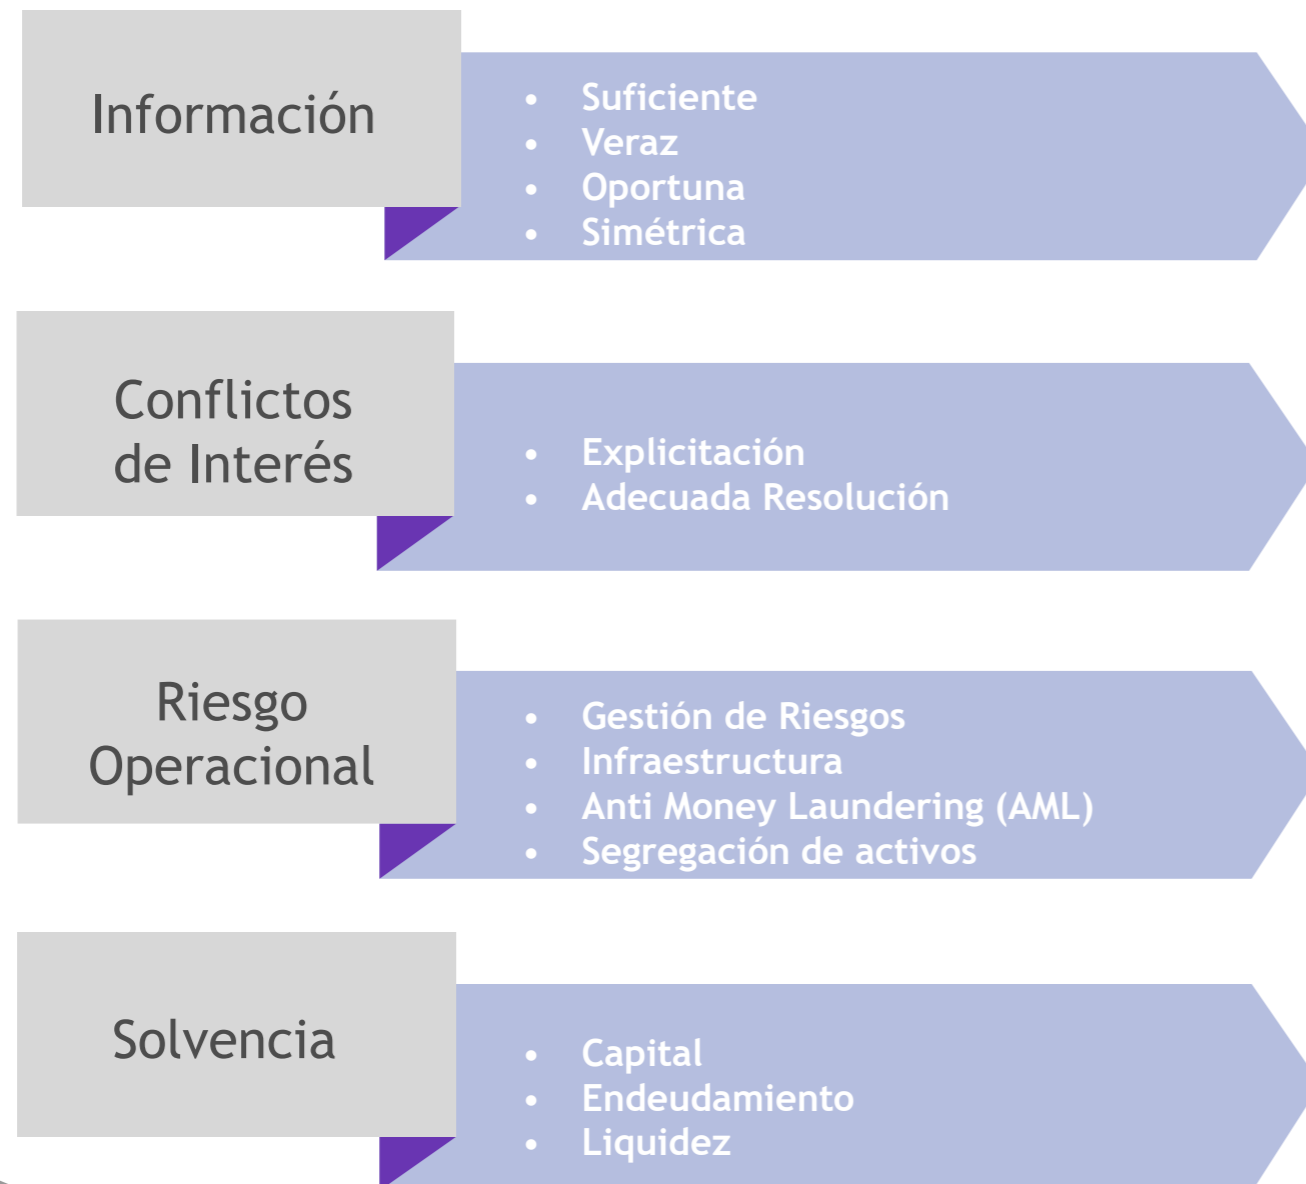 Información
• Suficiente
• Veraz
• Oportuna
• Simétrica
Conflictos
de Interés
• Explicitación
• Adecuada Resolución
Riesgo
Operacional
• Gestión de Riesgos
• Infraestructura
• Anti Money Laundering (AML)
• Segregación de activos
Solvencia
• Capital
• Endeudamiento
• Liquidez